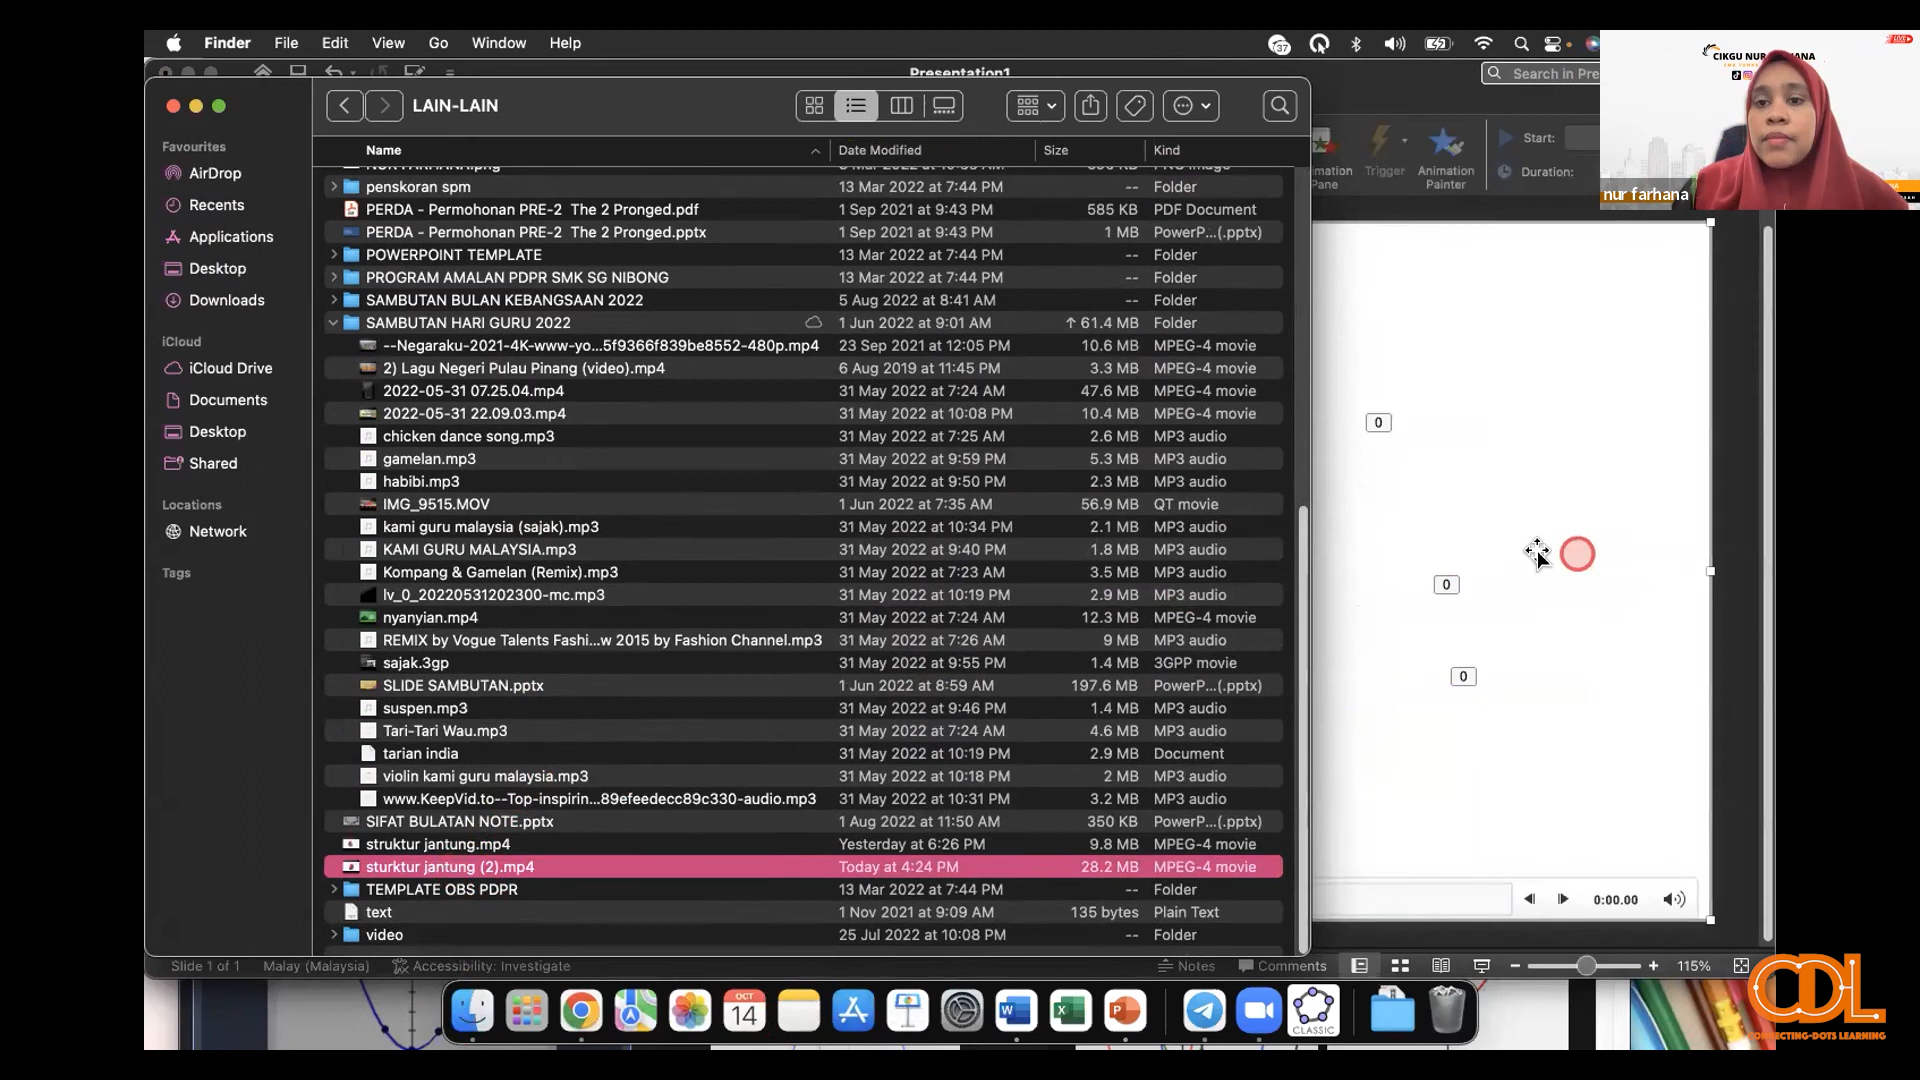 Finder File Edit View Go Window Help
37
Presentation1
Search in Pre
CIKGU NUR FARHANA
LIVE
nur farhana
LAIN-LAIN
Start:
Duration:
Trigger
Animation
Painter
mation
Pane
Favourites
AirDrop
Recents
Applications
Desktop
Downloads
iCloud
iCloud Drive
Documents
Desktop
Shared
Locations
Network
Tags
Name Date Modified Size Kind
penskoran spm 13 Mar 2022 at 7:44 PM -- Folder
PERDA - Permohonan PRE-2 The 2 Pronged.pdf 1 Sep 2021 at 9:43 PM 585 KB PDF Document
PERDA - Permohonan PRE-2 The 2 Pronged.pptx 1 Sep 2021 at 9:43 PM 1 MB PowerP...(.pptx)
POWERPOINT TEMPLATE 13 Mar 2022 at 7:44 PM -- Folder
PROGRAM AMALAN PDPR SMK SG NIBONG 13 Mar 2022 at 7:44 PM -- Folder
SAMBUTAN BULAN KEBANGSAAN 2022 5 Aug 2022 at 8:41 AM -- Folder
SAMBUTAN HARI GURU 2022 1 Jun 2022 at 9:01 AM ↑ 61.4 MB Folder
--Negaraku-2021-4K-www-yo...5f9366f839be8552-480p.mp4 23 Sep 2021 at 12:05 PM 10.6 MB MPEG-4 movie
2) Lagu Negeri Pulau Pinang (video).mp4 6 Aug 2019 at 11:45 PM 3.3 MB MPEG-4 movie
2022-05-31 07.25.04.mp4 31 May 2022 at 7:24 AM 47.6 MB MPEG-4 movie
2022-05-31 22.09.03.mp4 31 May 2022 at 10:08 PM 10.4 MB MPEG-4 movie
chicken dance song.mp3 31 May 2022 at 7:25 AM 2.6 MB MP3 audio
gamelan.mp3 31 May 2022 at 9:59 PM 5.3 MB MP3 audio
habibi.mp3 31 May 2022 at 9:50 PM 2.3 MB MP3 audio
IMG_9515.MOV 1 Jun 2022 at 7:35 AM 56.9 MB QT movie
kami guru malaysia (sajak).mp3 31 May 2022 at 10:34 PM 2.1 MB MP3 audio
KAMI GURU MALAYSIA.mp3 31 May 2022 at 9:40 PM 1.8 MB MP3 audio
Kompang & Gamelan (Remix).mp3 31 May 2022 at 7:23 AM 3.5 MB MP3 audio
lv_0_20220531202300-mc.mp3 31 May 2022 at 10:19 PM 2.9 MB MP3 audio
nyanyian.mp4 31 May 2022 at 7:24 AM 12.3 MB MPEG-4 movie
REMIX by Vogue Talents Fashi...w 2015 by Fashion Channel.mp3 31 May 2022 at 7:26 AM 9 MB MP3 audio
sajak.3gp 31 May 2022 at 9:55 PM 1.4 MB 3GPP movie
SLIDE SAMBUTAN.pptx 1 Jun 2022 at 8:59 AM 197.6 MB PowerP...(.pptx)
suspen.mp3 31 May 2022 at 9:46 PM 1.4 MB MP3 audio
Tari-Tari Wau.mp3 31 May 2022 at 7:24 AM 4.6 MB MP3 audio
tarian india 31 May 2022 at 10:19 PM 2.9 MB Document
violin kami guru malaysia.mp3 31 May 2022 at 10:18 PM 2 MB MP3 audio
www.KeepVid.to--Top-inspirin...89efeedecc89c330-audio.mp3 31 May 2022 at 10:31 PM 3.2 MB MP3 audio
SIFAT BULATAN NOTE.pptx 1 Aug 2022 at 11:50 AM 350 KB PowerP...(.pptx)
struktur jantung.mp4 Yesterday at 6:26 PM 9.8 MB MPEG-4 movie
sturktur jantung (2).mp4 Today at 4:24 PM 28.2 MB MPEG-4 movie
TEMPLATE OBS PDPR 13 Mar 2022 at 7:44 PM -- Folder
text 1 Nov 2021 at 9:09 AM 135 bytes Plain Text
video 25 Jul 2022 at 10:08 PM -- Folder
0
0
0
0:00.00
Slide 1 of 1 Malay (Malaysia) Accessibility: Investigate Notes Comments 115%
OCT
14
CLASSIC
CDL
CONNECTING-DOTS LEARNING